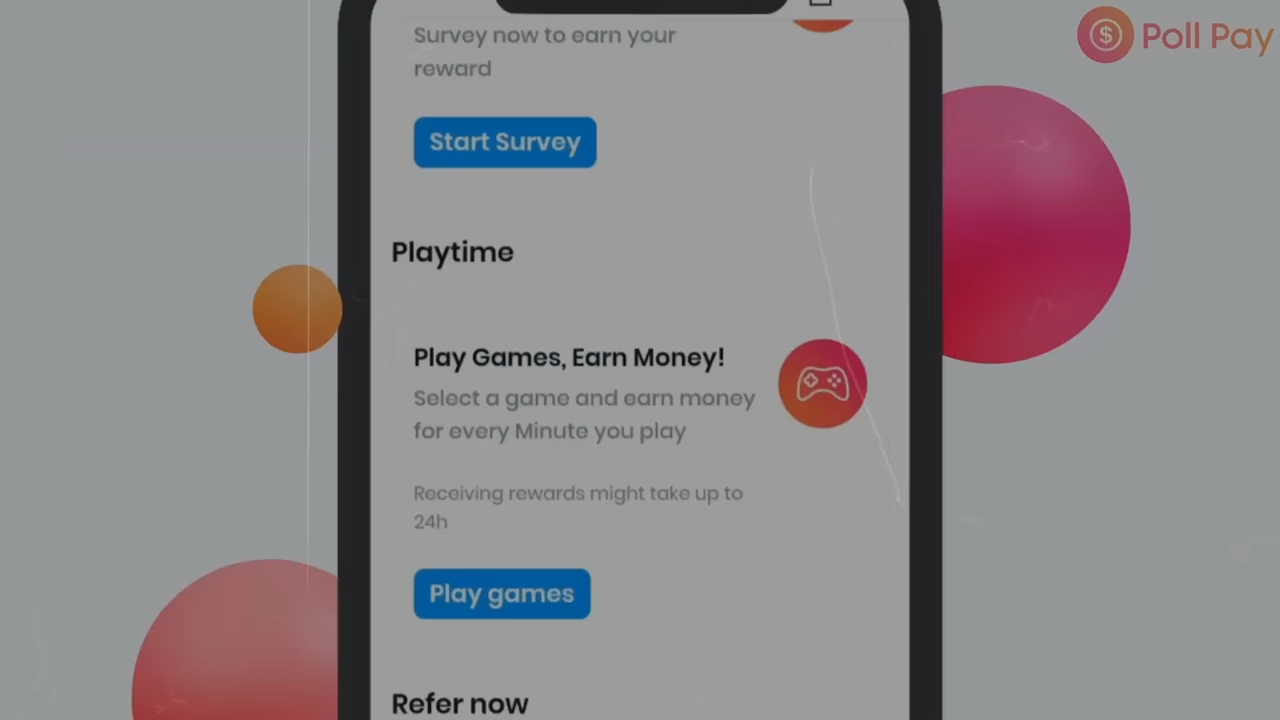 Poll Pay
Survey now to earn your
reward
Start Survey
Playtime
Play Games, Earn Money!
Select a game and earn money
for every Minute you play
Receiving rewards might take up to
24h
Play games
Refer now